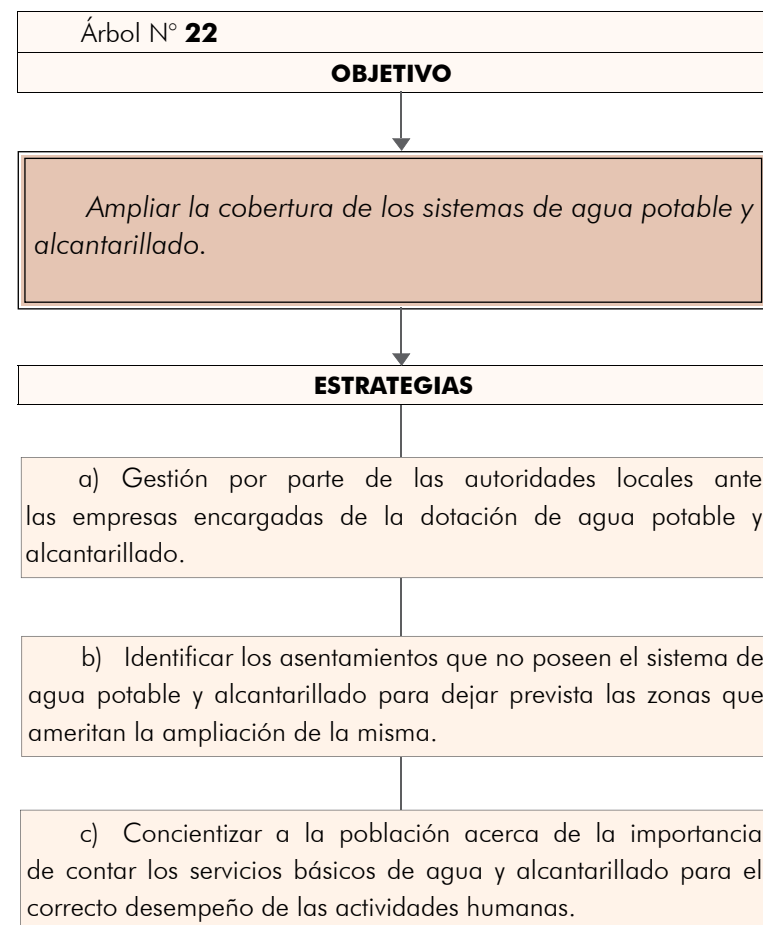 Árbol N° 22
OBJETIVO
Ampliar la cobertura de los sistemas de agua potable y
alcantarillado.
ESTRATEGIAS
a) Gestión por parte de las autoridades locales ante
las empresas encargadas de la dotación de agua potable y
alcantarillado.
b) Identificar los asentamientos que no poseen el sistema de
agua potable y alcantarillado para dejar prevista las zonas que
ameritan la ampliación de la misma.
c) Concientizar a la población acerca de la importancia
de contar los servicios básicos de agua y alcantarillado para el
correcto desempeño de las actividades humanas.